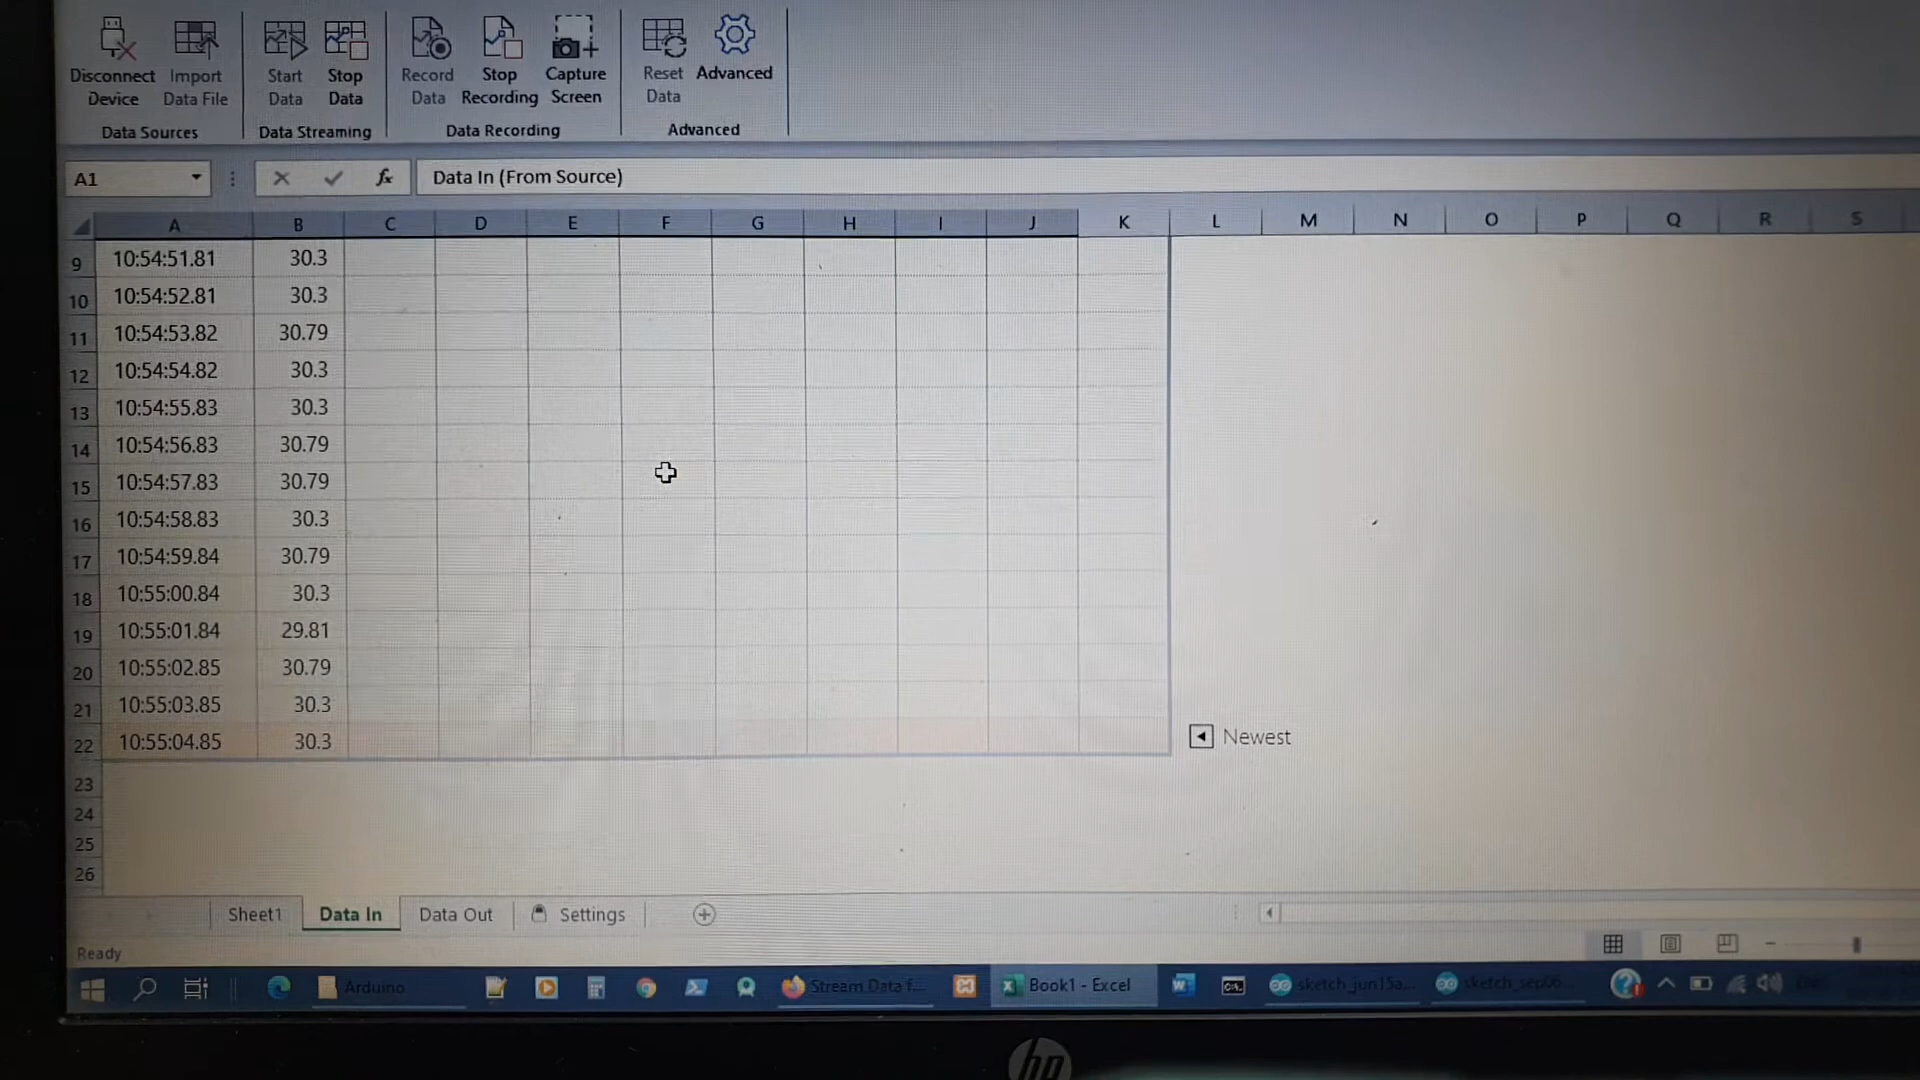 Disconnect Device
Import Data File
Start Data
Stop Data
Record Data
Stop Recording
Capture Screen
Reset Data
Advanced
Data Sources
Data Streaming
Data Recording
Advanced
A1
fx
Data In (From Source)
A B C D E F G H I J K L M N O P Q R S
9 10:54:51.81 30.3
10 10:54:52.81 30.3
11 10:54:53.82 30.79
12 10:54:54.82 30.3
13 10:54:55.83 30.3
14 10:54:56.83 30.79
15 10:54:57.83 30.79
16 10:54:58.83 30.3
17 10:54:59.84 30.79
18 10:55:00.84 30.3
19 10:55:01.84 29.81
20 10:55:02.85 30.79
21 10:55:03.85 30.3
22 10:55:04.85 30.3
Newest
23
24
25
26
Sheet1 Data In Data Out Settings
Ready
Arduino
Stream Data f...
Book1 - Excel
sketch_jun15a...
hp